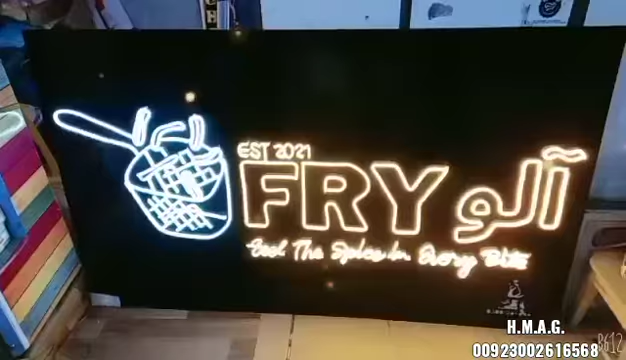 EST 2021
FRY آلو
Feel The Spice In Every Bite
H.M.A.G.
00923002616568